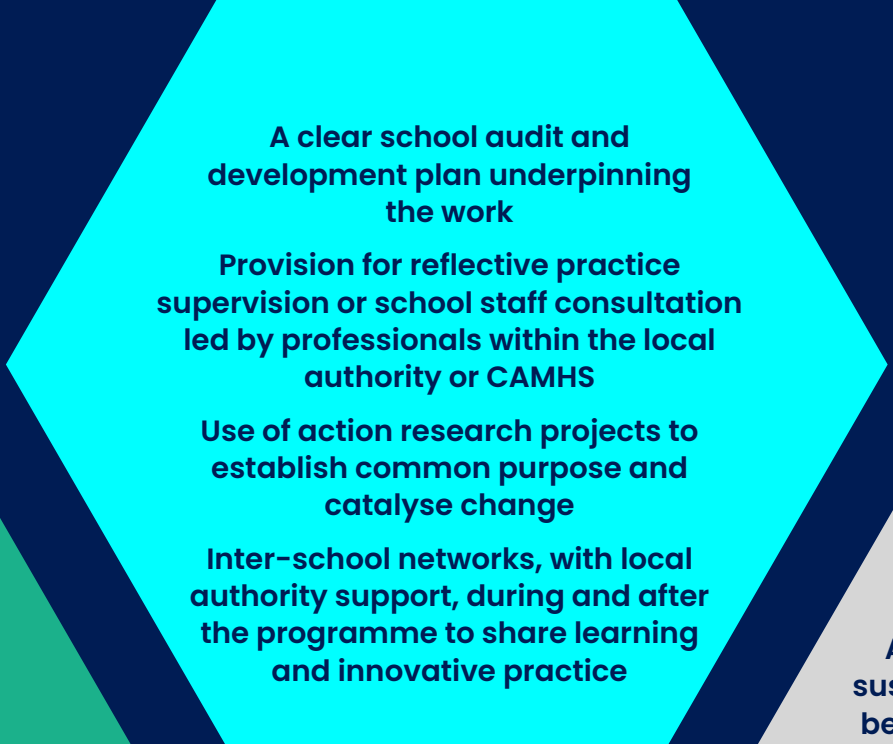 A clear school audit and
development plan underpinning
the work
Provision for reflective practice
supervision or school staff consultation
led by professionals within the local
authority or CAMHS
Use of action research projects to
establish common purpose and
catalyse change
Inter-school networks, with local
authority support, during and after
the programme to share learning
and innovative practice